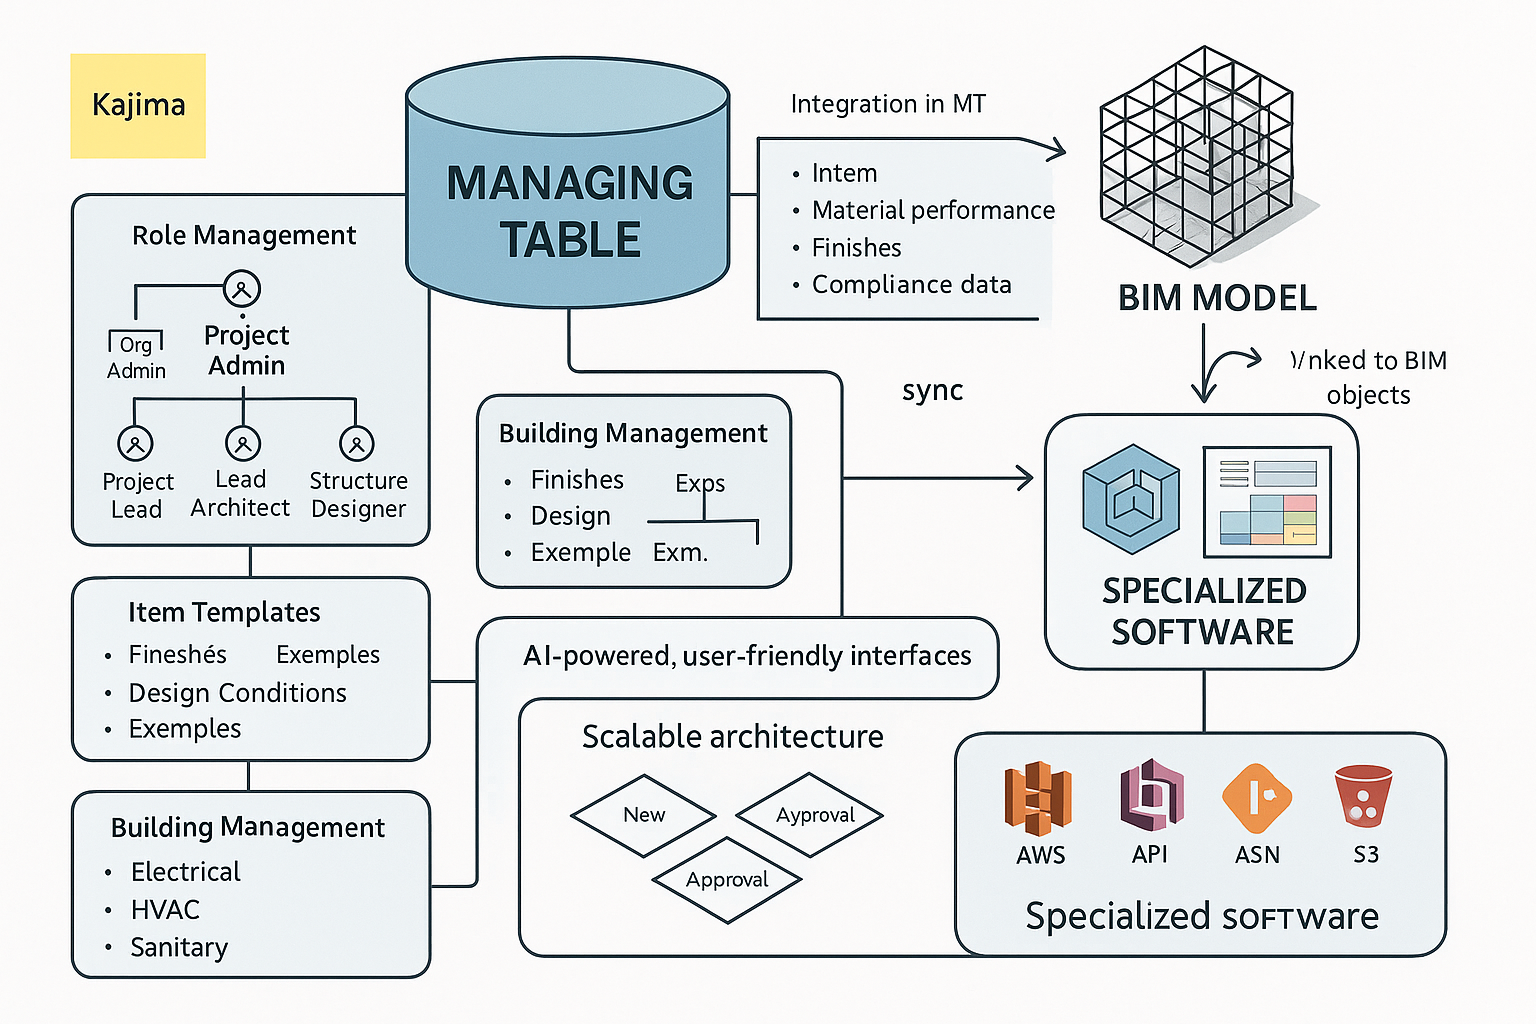 Kajima
MANAGING
TABLE
Integration in MT
• Intem
• Material performance
• Finishes
• Compliance data
BIM MODEL
nked to BIM
objects
sync
Role Management
Org
Admin
Project
Admin
Project
Lead
Lead
Architect
Structure
Designer
Building Management
• Finishes
Exps
• Design
• Exemple Exm.
Item Templates
• Fineshés Exemples
• Design Conditions
• Exemples
AI-powered, user-friendly interfaces
SPECIALIZED
SOFTWARE
Building Management
• Electrical
• HVAC
• Sanitary
Scalable architecture
New
Ayproval
Approval
AWS
API
ASN
S3
Specialized SOFTware